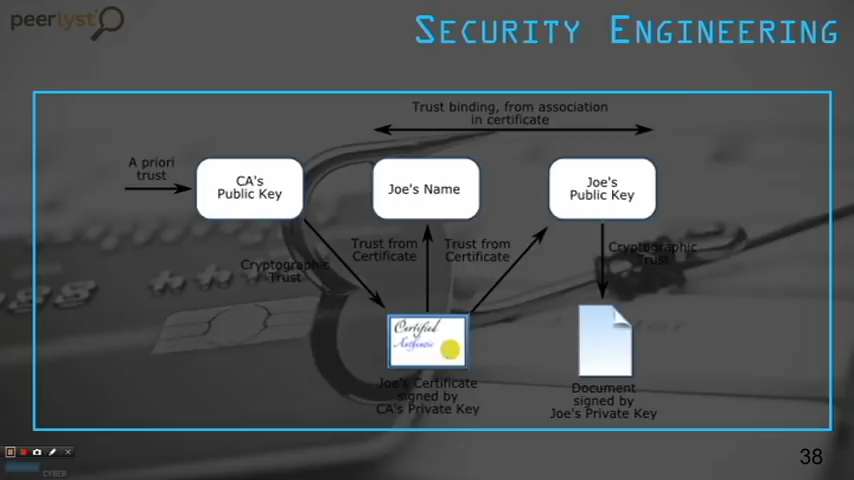 peerlyst
SECURITY ENGINEERING
Trust binding, from association
in certificate
A priori
trust
CA's
Public Key
Joe's Name
Joe's
Public Key
Trust from
Certificate
Trust from
Certificate
Cryptographic
Trust
Cryptographic
Trust
Certified
Authentic
Joe's Certificate
signed by
CA's Private Key
Document
signed by
Joe's Private Key
38
CYBER